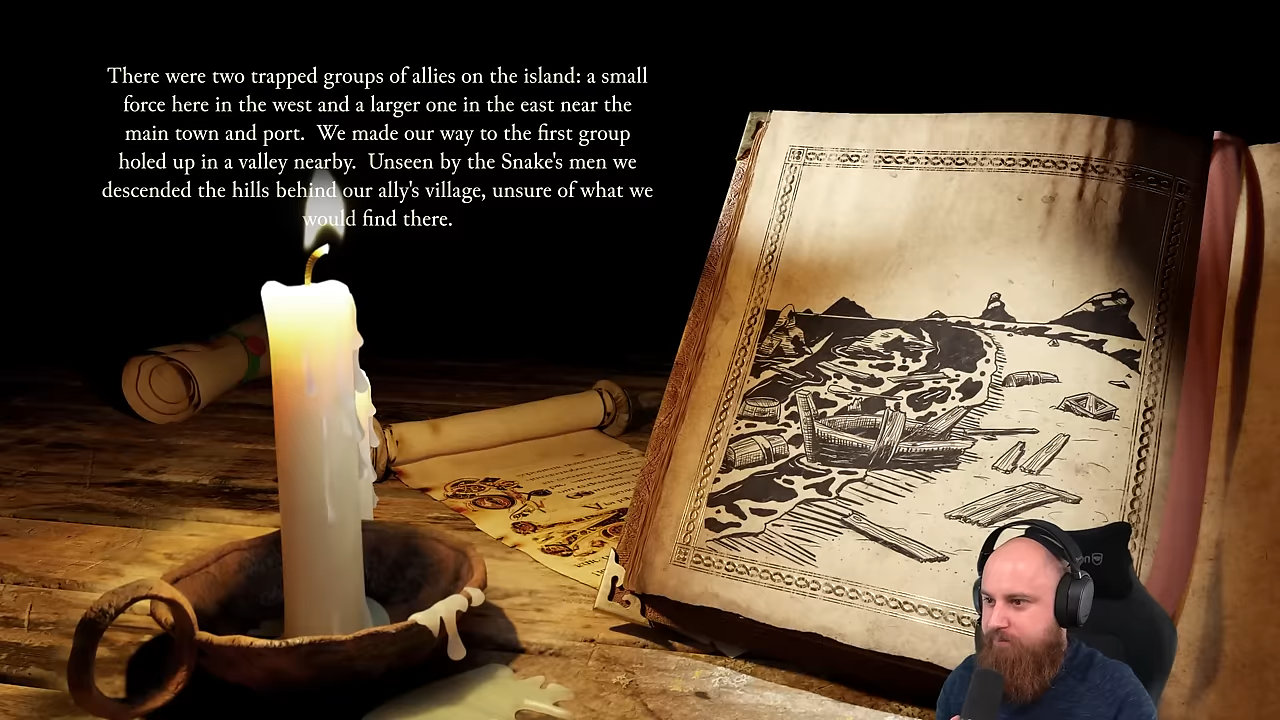 There were two trapped groups of allies on the island: a small
force here in the west and a larger one in the east near the
main town and port.  We made our way to the first group
holed up in a valley nearby.  Unseen by the Snake's men we
descended the hills behind our ally's village, unsure of what we
would find there.